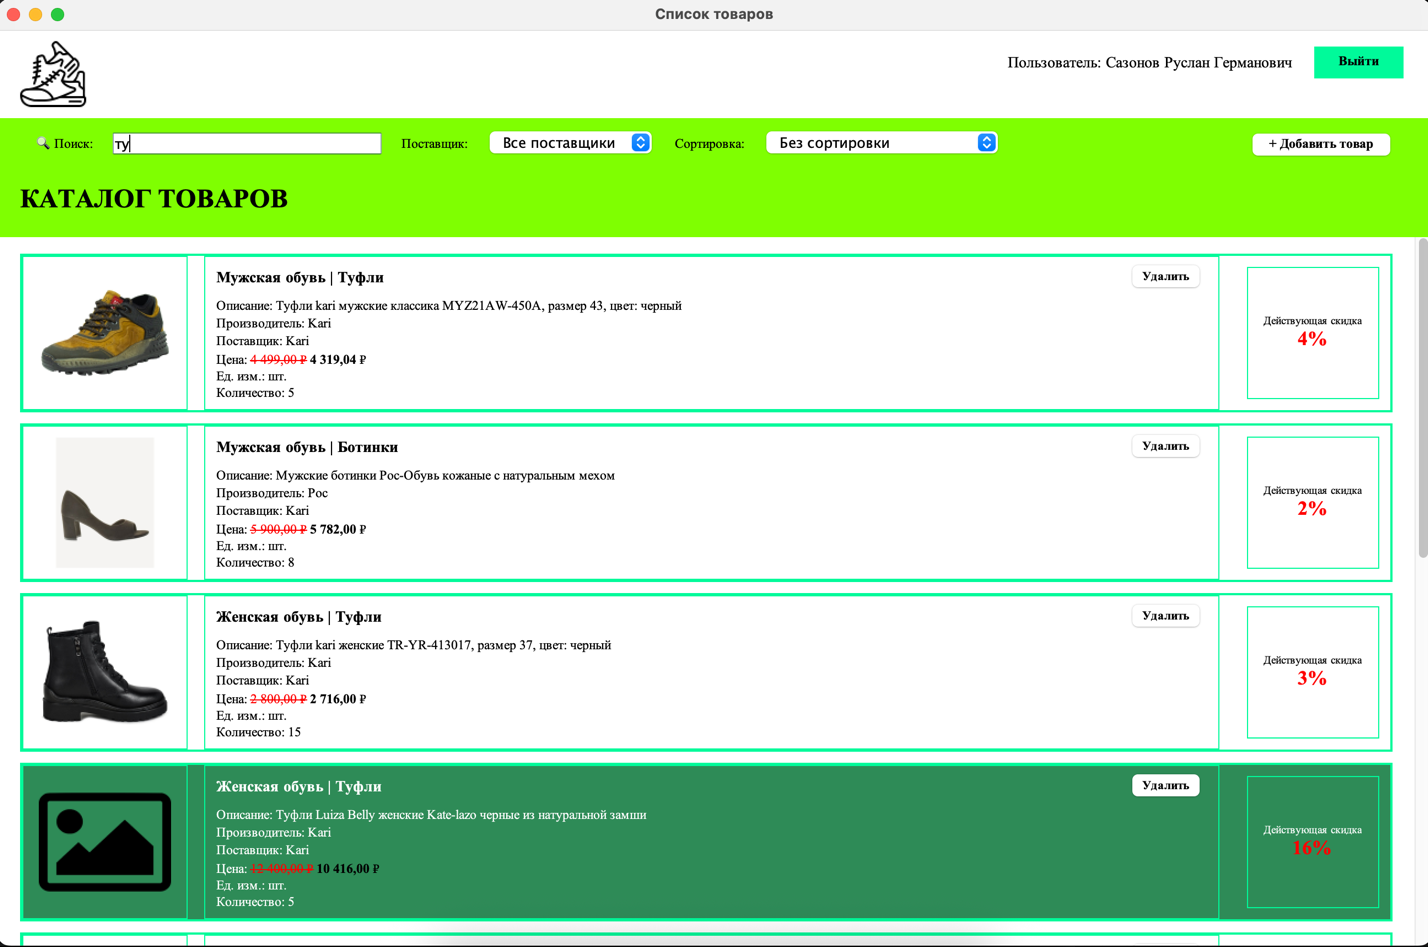 Список товаров
Пользователь: Сазонов Руслан Германович
Выйти
Поиск: ту Поставщик: Все поставщики Сортировка: Без сортировки + Добавить товар
КАТАЛОГ ТОВАРОВ
Мужская обувь | Туфли
Удалить
Описание: Туфли kari мужские классика MYZ21AW-450A, размер 43, цвет: черный
Производитель: Kari
Поставщик: Kari
Цена: 4 499,00 ₽ 4 319,04 ₽
Ед. изм.: шт.
Количество: 5
Действующая скидка
4%
Мужская обувь | Ботинки
Удалить
Описание: Мужские ботинки Рос-Обувь кожаные с натуральным мехом
Производитель: Рос
Поставщик: Kari
Цена: 5 900,00 ₽ 5 782,00 ₽
Ед. изм.: шт.
Количество: 8
Действующая скидка
2%
Женская обувь | Туфли
Удалить
Описание: Туфли kari женские TR-YR-413017, размер 37, цвет: черный
Производитель: Kari
Поставщик: Kari
Цена: 2 800,00 ₽ 2 716,00 ₽
Ед. изм.: шт.
Количество: 15
Действующая скидка
3%
Женская обувь | Туфли
Удалить
Описание: Туфли Luiza Belly женские Kate-lazo черные из натуральной замши
Производитель: Kari
Поставщик: Kari
Цена: 12 400,00 ₽ 10 416,00 ₽
Ед. изм.: шт.
Количество: 5
Действующая скидка
16%